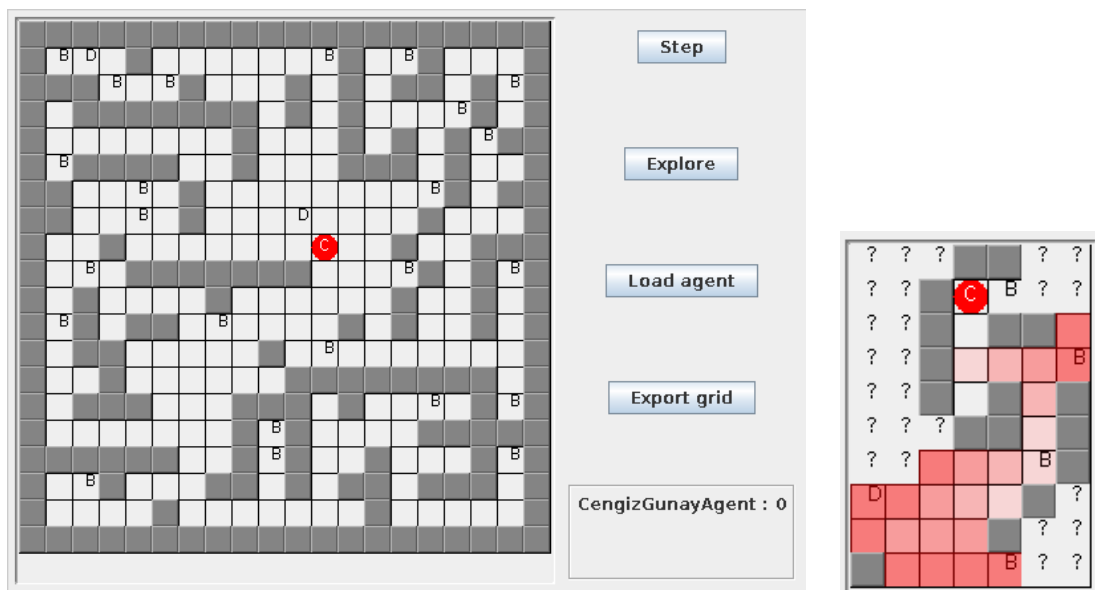 B D B B
B B B
B
B
B
B B
B D
C
B B B
B B
B
B B
B
B B
B
Step
Explore
Load agent
Export grid
CengizGunayAgent : 0
? ? ? ? ?
? ? C B ? ?
? ?
? ? B
? ?
? ? ?
? ? B
D ?
? ?
B ? ?